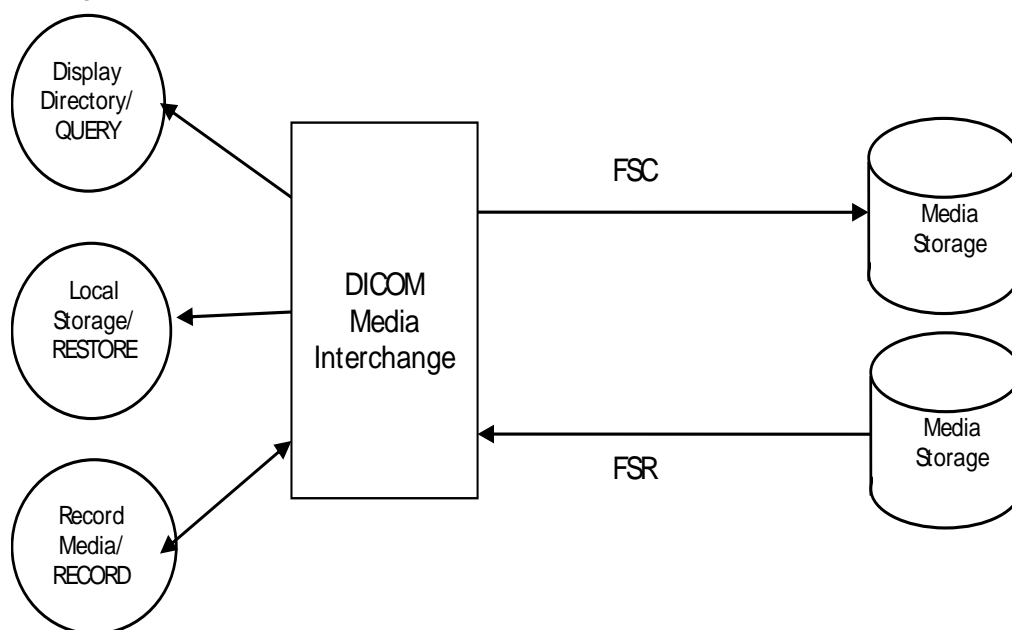 Display
Directory/
QUERY
Local
Storage/
RESTORE
Record
Media/
RECORD
DICOM
Media
Interchange
FSC
FSR
Media
Storage
Media
Storage